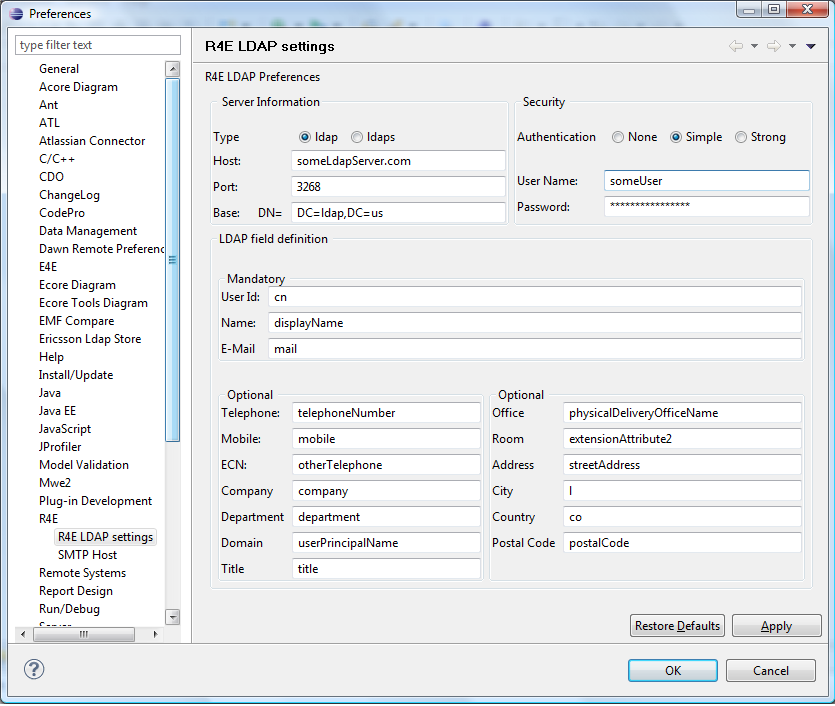 Preferences
type filter text
General
Acore Diagram
Ant
ATL
Atlassian Connector
C/C++
CDO
ChangeLog
CodePro
Data Management
Dawn Remote Preferenc
E4E
Ecore Diagram
Ecore Tools Diagram
EMF Compare
Ericsson Ldap Store
Help
Install/Update
Java
Java EE
JavaScript
JProfiler
Model Validation
Mwe2
Plug-in Development
R4E
R4E LDAP settings
SMTP Host
Remote Systems
Report Design
Run/Debug
Server
R4E LDAP settings
R4E LDAP Preferences
Server Information
Type ldap ldaps
Host: someLdapServer.com
Port: 3268
Base: DN= DC=ldap,DC=us
Security
Authentication None Simple Strong
User Name: someUser
Password: ****************
LDAP field definition
Mandatory
User Id: cn
Name: displayName
E-Mail mail
Optional
Telephone: telephoneNumber
Mobile: mobile
ECN: otherTelephone
Company company
Department department
Domain userPrincipalName
Title title
Optional
Office physicalDeliveryOfficeName
Room extensionAttribute2
Address streetAddress
City l
Country co
Postal Code postalCode
Restore Defaults Apply
? OK Cancel